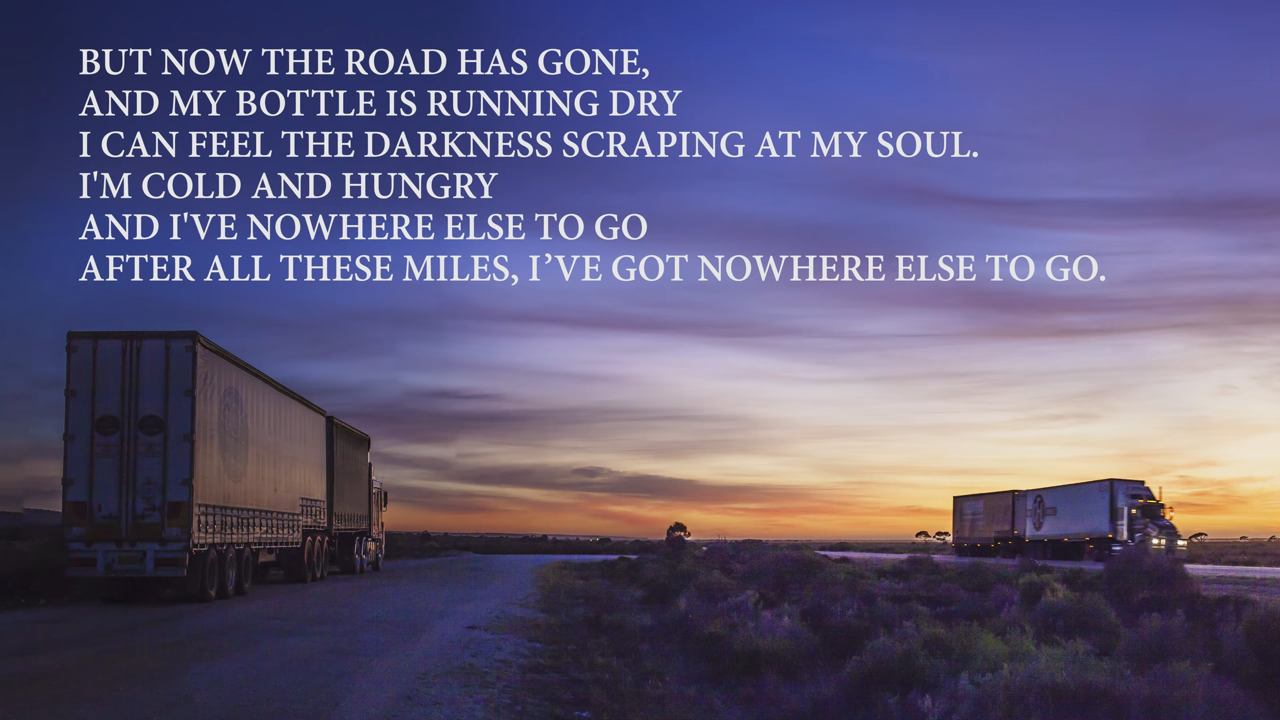 BUT NOW THE ROAD HAS GONE,
AND MY BOTTLE IS RUNNING DRY
I CAN FEEL THE DARKNESS SCRAPING AT MY SOUL.
I'M COLD AND HUNGRY
AND I'VE NOWHERE ELSE TO GO
AFTER ALL THESE MILES, I’VE GOT NOWHERE ELSE TO GO.